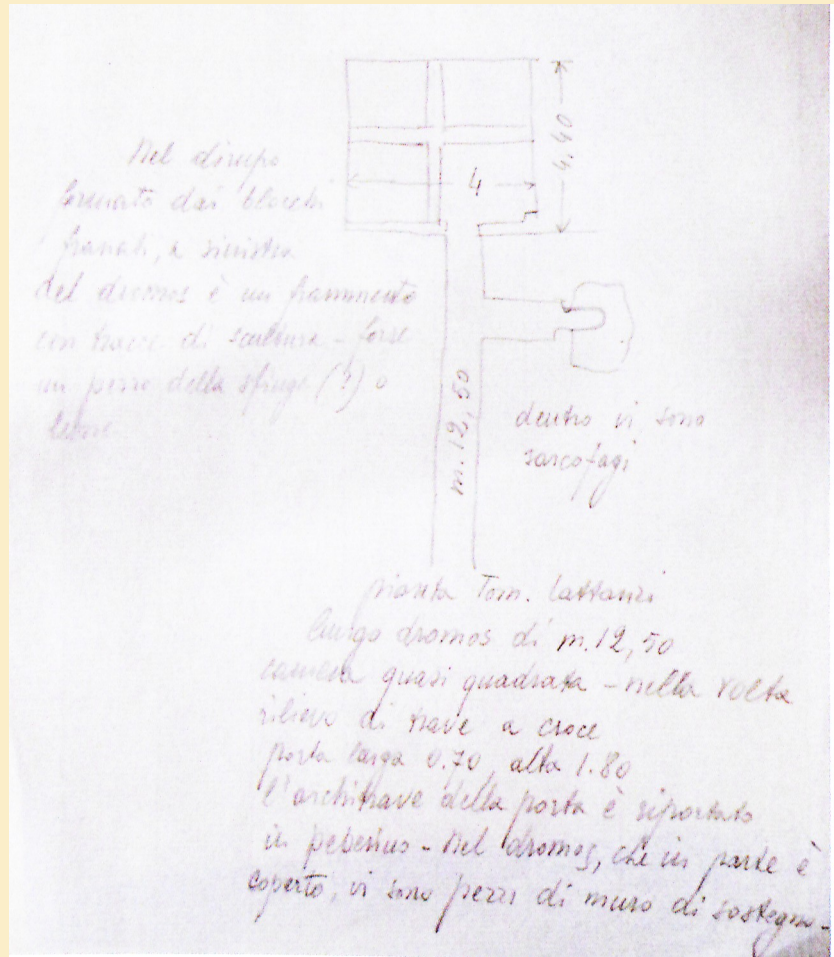 4,40
4
Nel dirupo
formato dai blocchi
franati, a sinistra
del dromos è un frammento
con tracce di scultura - forse
un pezzo della sfinge (?) o
leone
m. 12,50
dentro vi sono
sarcofagi
pianta Tom. Lattanzi
lungo dromos di m. 12,50
camera quasi quadrata - nella volta
rilievo di trave a croce
porta larga 0.70, alta 1.80
l'architrave della porta è riportato
in peperino - Nel dromos, che in parte è
coperto, vi sono pezzi di muro di sostegno -